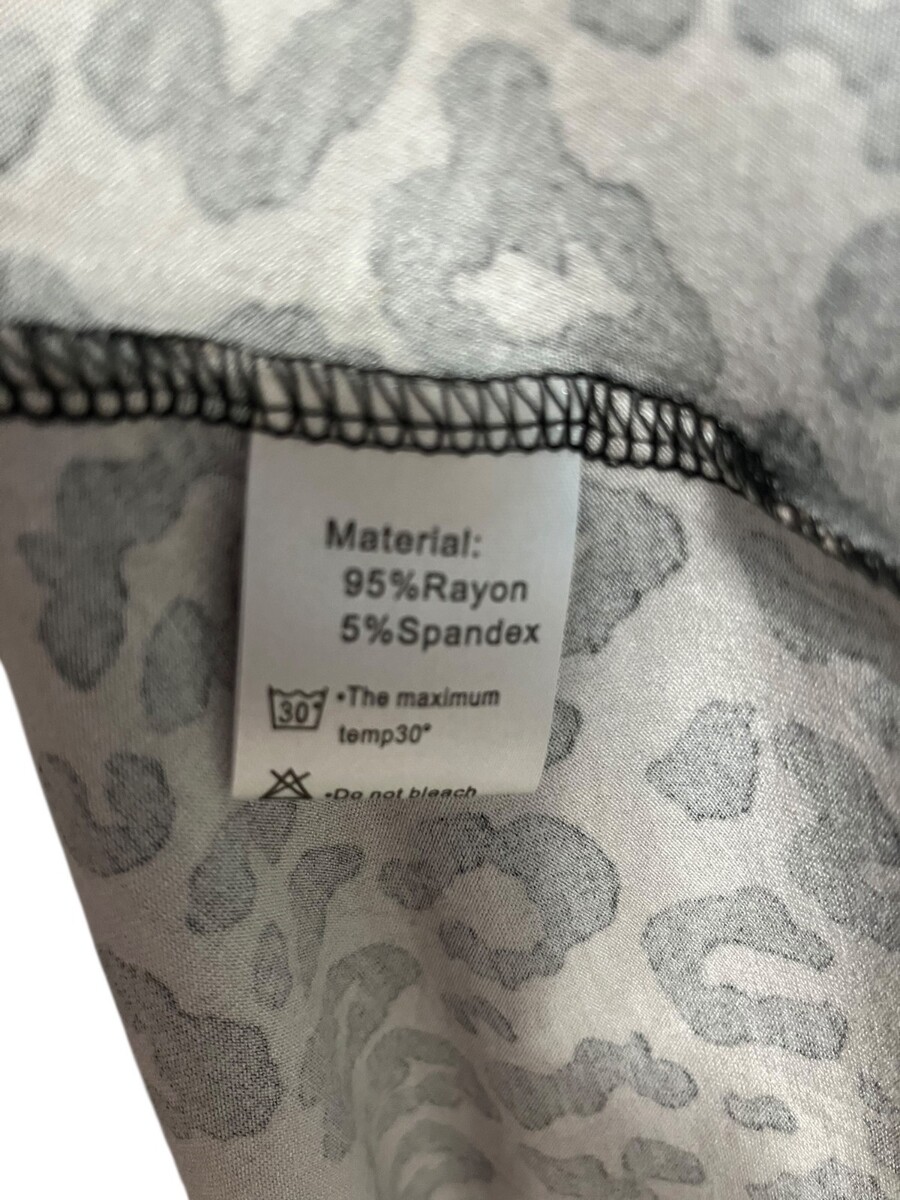 Material:
95%Rayon
5%Spandex
30° •The maximum
temp30°
•Do not bleach